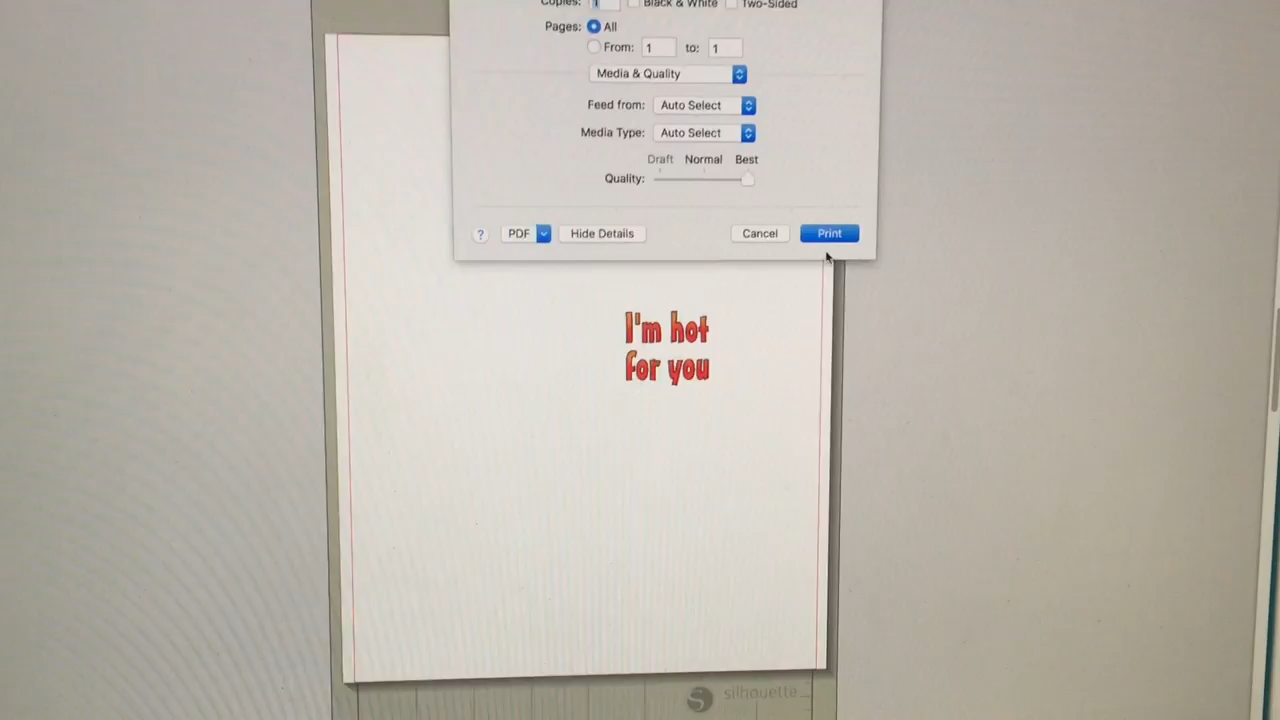 Copies: 1 Black & White Two-Sided
Pages: All
From: 1 to: 1
Media & Quality
Feed from: Auto Select
Media Type: Auto Select
Draft Normal Best
Quality:
? PDF Hide Details Cancel Print
I'm hot
for you
silhouette